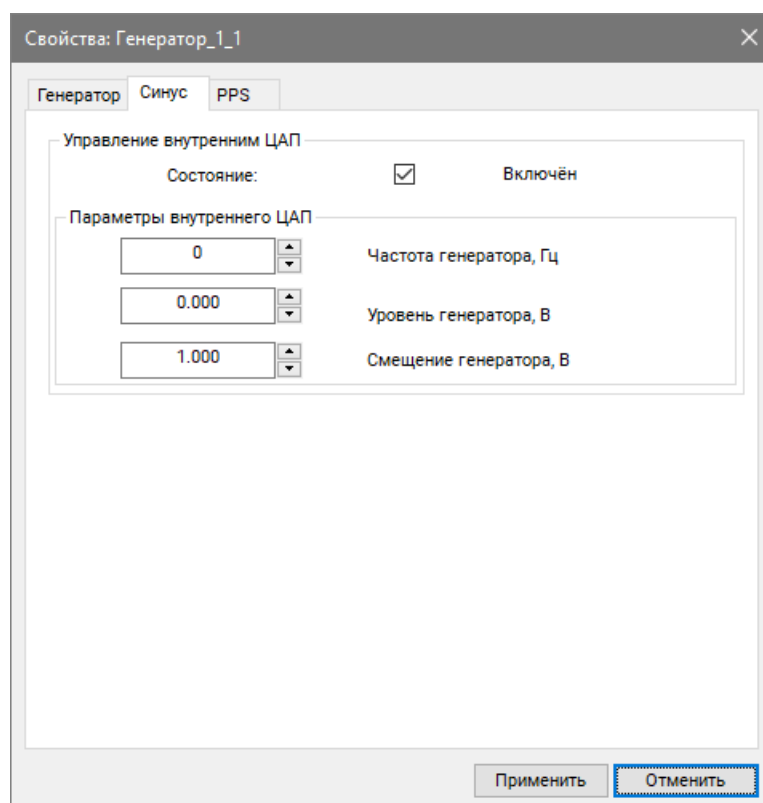 Свойства: Генератор_1_1
Генератор Синус PPS
Управление внутренним ЦАП
Состояние: Включён
Параметры внутреннего ЦАП
0 Частота генератора, Гц
0.000 Уровень генератора, В
1.000 Смещение генератора, В
Применить Отменить